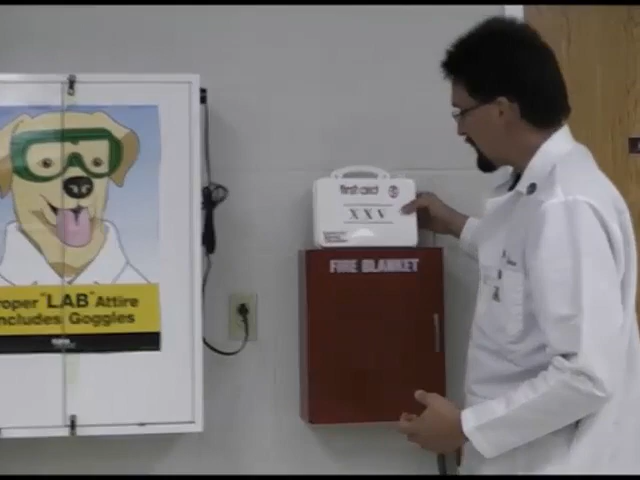 roper "LAB" Attire
ncludes Goggles
first aid
XXV
FIRE BLANKET